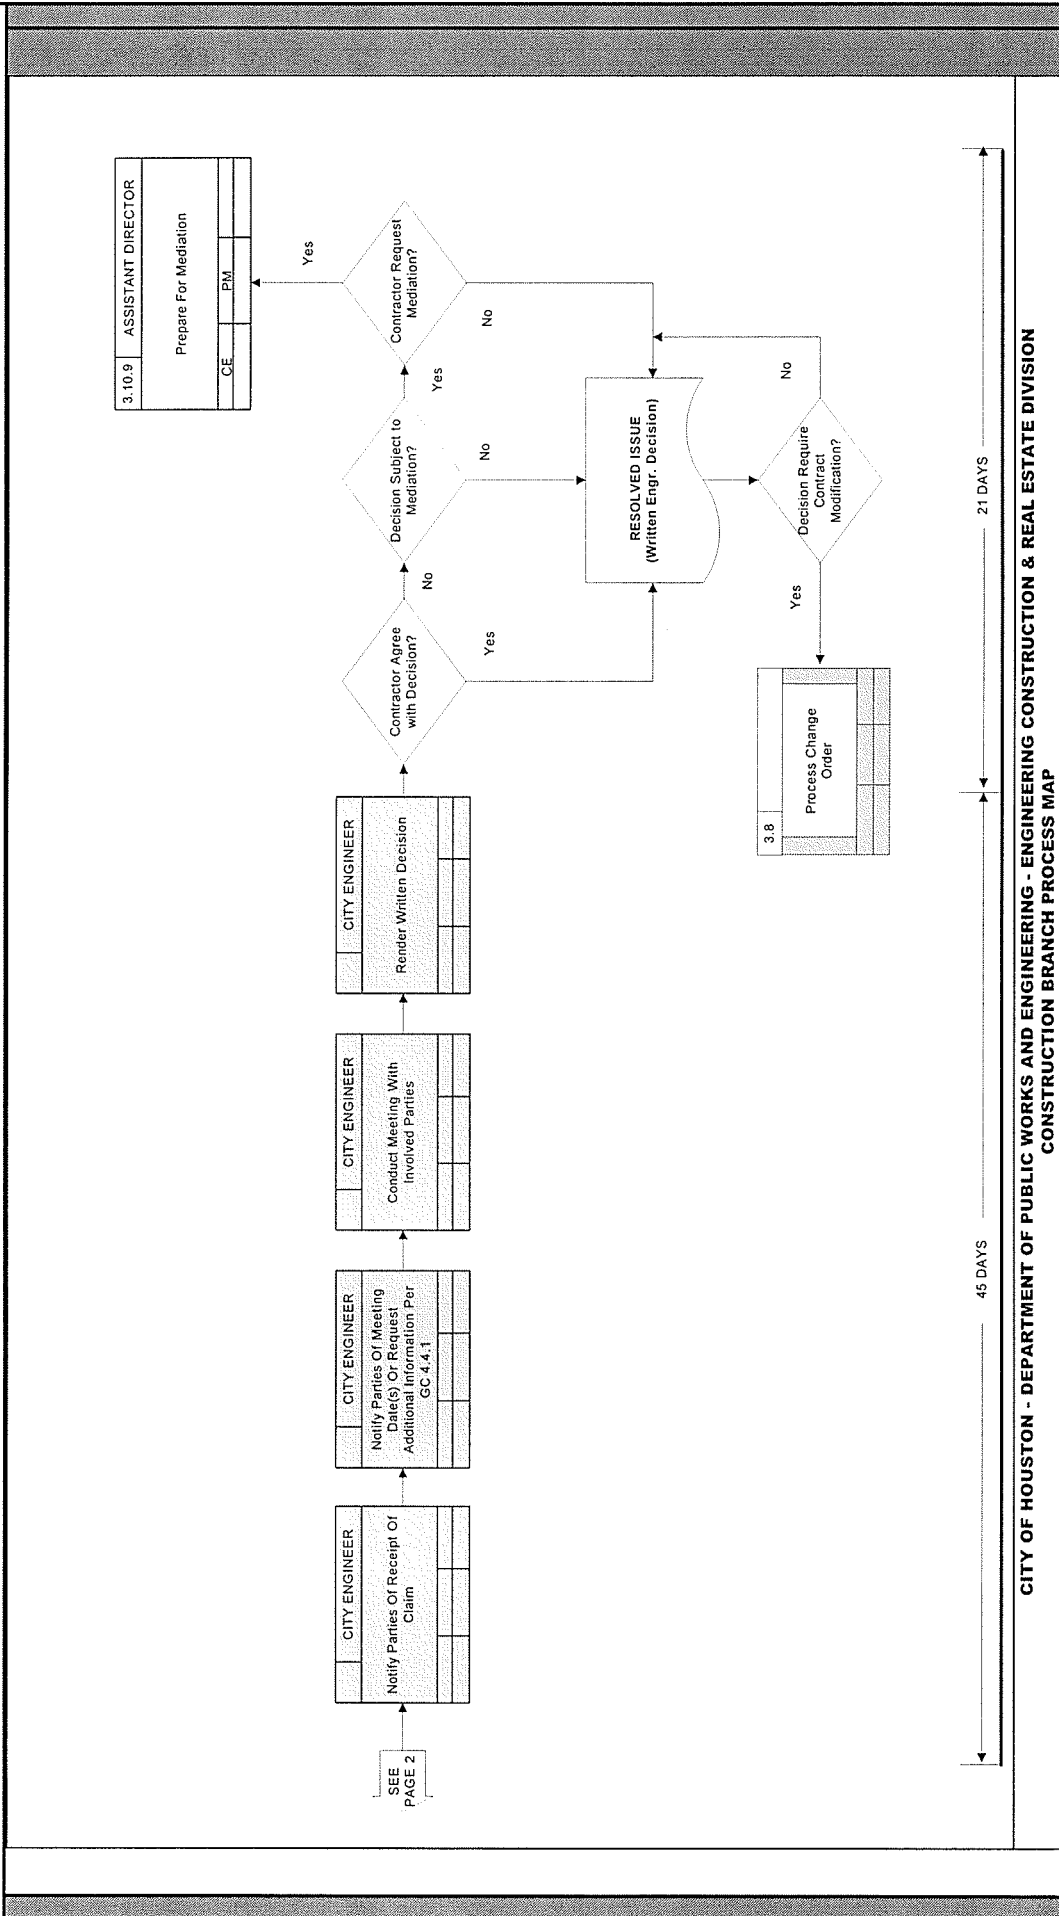 3.10.9
ASSISTANT DIRECTOR
Prepare For Mediation
CE
PM
Yes
SEE
PAGE 2
CITY ENGINEER
Notify Parties Of Receipt Of
Claim
CITY ENGINEER
Notify Parties Of Meeting
Date(s) Or Request
Additional Information Per
GC 4.4.1
CITY ENGINEER
Conduct Meeting With
Involved Parties
CITY ENGINEER
Render Written Decision
Contractor Agree
with Decision?
No
Decision Subject to
Mediation?
Yes
Contractor Request
Mediation?
Yes
No
No
RESOLVED ISSUE
(Written Engr. Decision)
3.8
Process Change
Order
Yes
Decision Require
Contract
Modification?
No
45 DAYS
21 DAYS
CITY OF HOUSTON - DEPARTMENT OF PUBLIC WORKS AND ENGINEERING - ENGINEERING CONSTRUCTION & REAL ESTATE DIVISION
CONSTRUCTION BRANCH PROCESS MAP